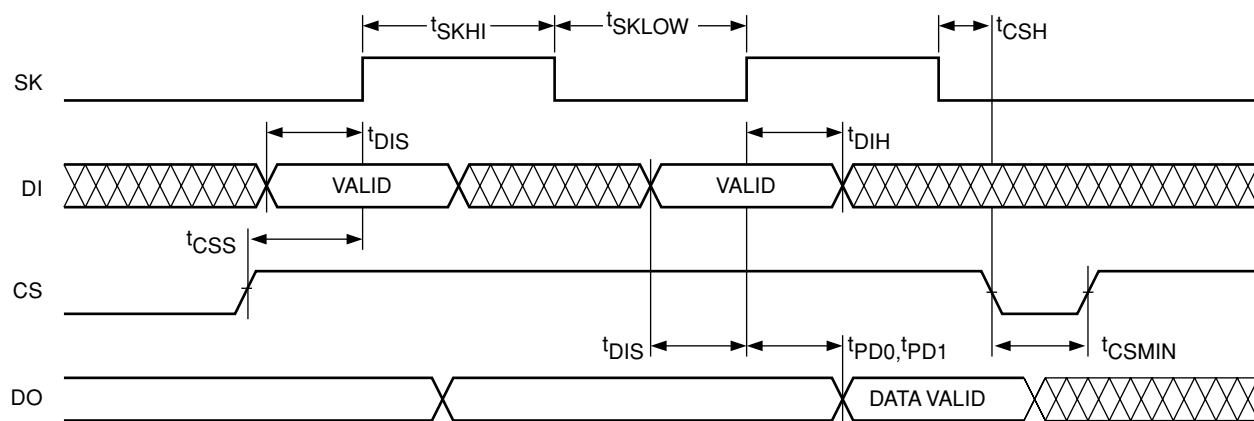 tSKHI
tSKLOW
tCSH
SK
tDIS
tDIH
DI
VALID
VALID
tCSS
CS
tDIS
tPD0,tPD1
tCSMIN
DO
DATA VALID